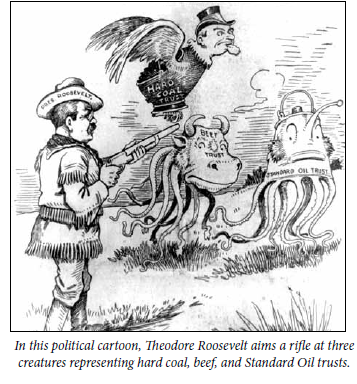 PRES ROOSEVELT
HARD
COAL
TRUST
BEEF
TRUST
STANDARD OIL TRUST
In this political cartoon, Theodore Roosevelt aims a rifle at three
creatures representing hard coal, beef, and Standard Oil trusts.